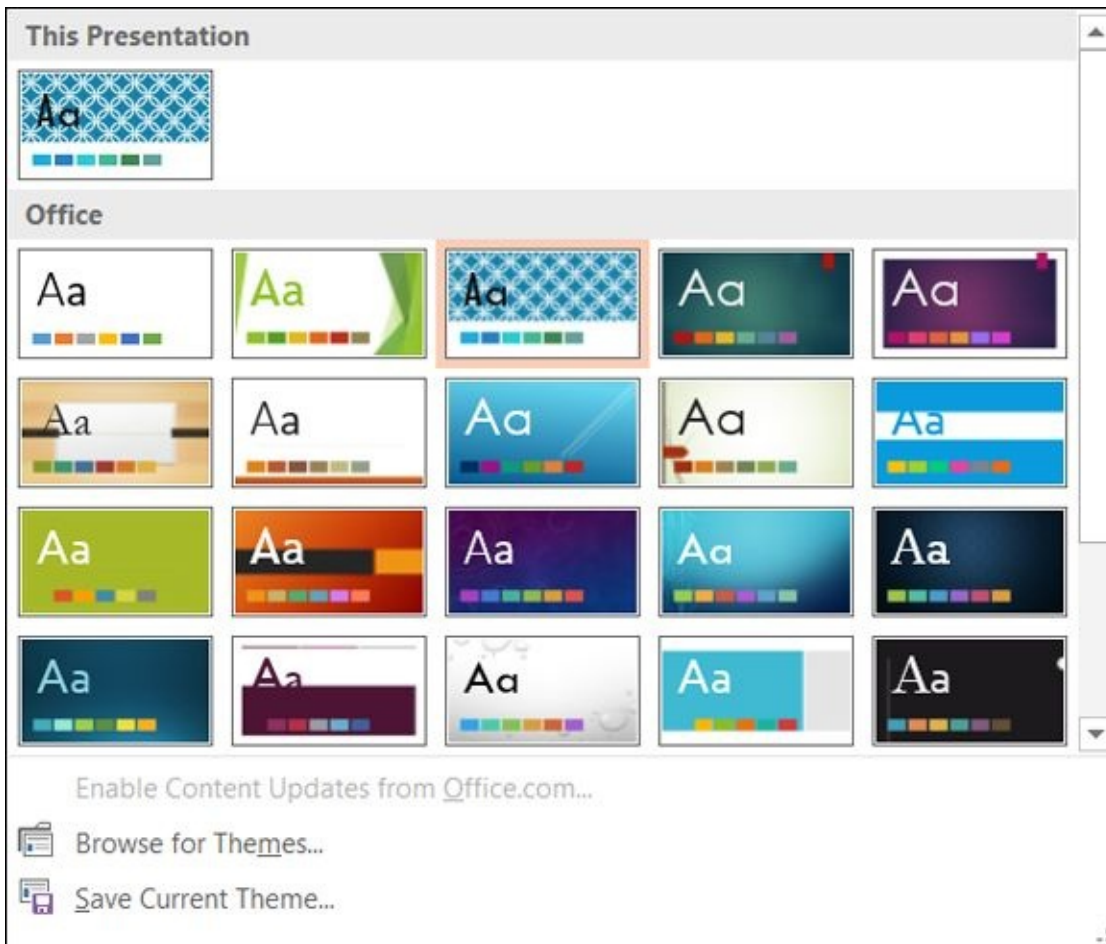 This Presentation
Aa
Office
Aa Aa Aa Aa Aa
Aa Aa Aa Aa Aa
Aa Aa Aa Aa Aa
Aa Aa Aa Aa Aa
Enable Content Updates from Office.com...
Browse for Themes...
Save Current Theme...